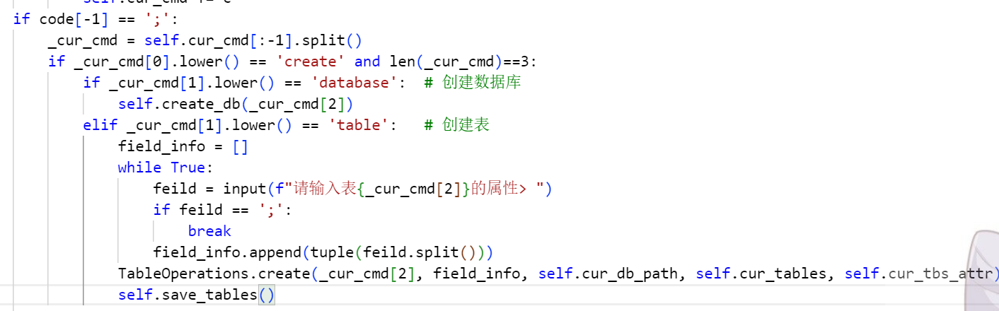 if code[-1] == ';':
_cur_cmd = self.cur_cmd[:-1].split()
if _cur_cmd[0].lower() == 'create' and len(_cur_cmd)==3:
if _cur_cmd[1].lower() == 'database':  # 创建数据库
self.create_db(_cur_cmd[2])
elif _cur_cmd[1].lower() == 'table':   # 创建表
field_info = []
while True:
feild = input(f"请输入表{_cur_cmd[2]}的属性> ")
if feild == ';':
break
field_info.append(tuple(feild.split()))
TableOperations.create(_cur_cmd[2], field_info, self.cur_db_path, self.cur_tables, self.cur_tbs_attr)
self.save_tables()